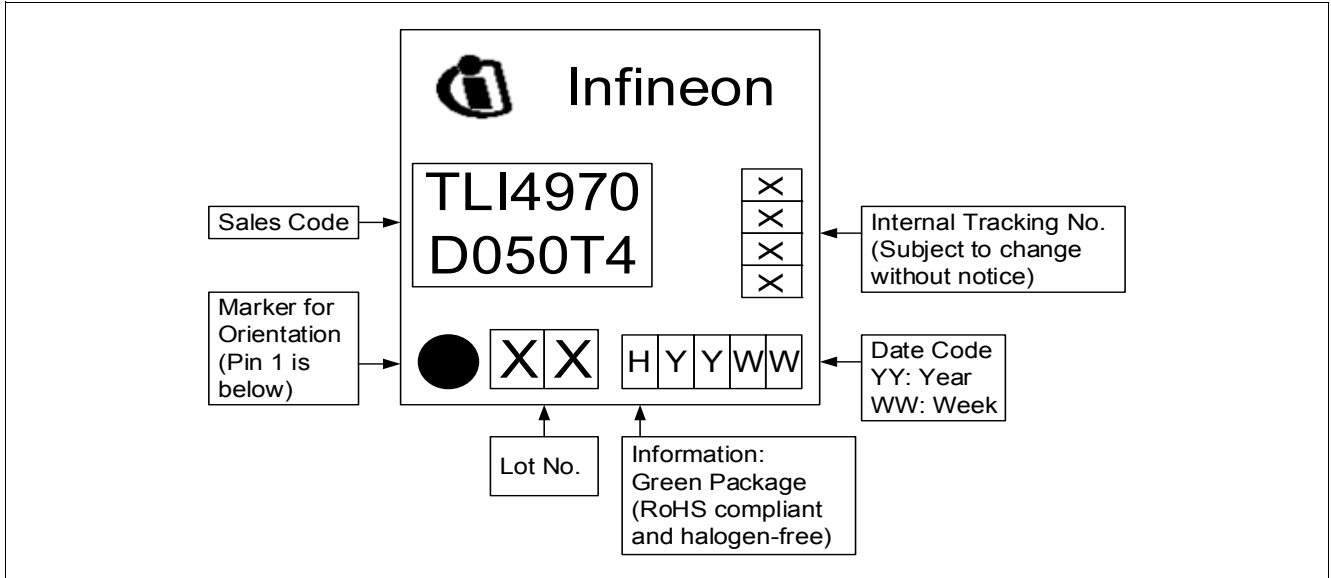 Infineon
TLI4970
D050T4
X
X
X
X
Sales Code
Internal Tracking No.
(Subject to change
without notice)
Marker for
Orientation
(Pin 1 is
below)
X X
H Y Y W W
Date Code
YY: Year
WW: Week
Lot No.
Information:
Green Package
(RoHS compliant
and halogen-free)